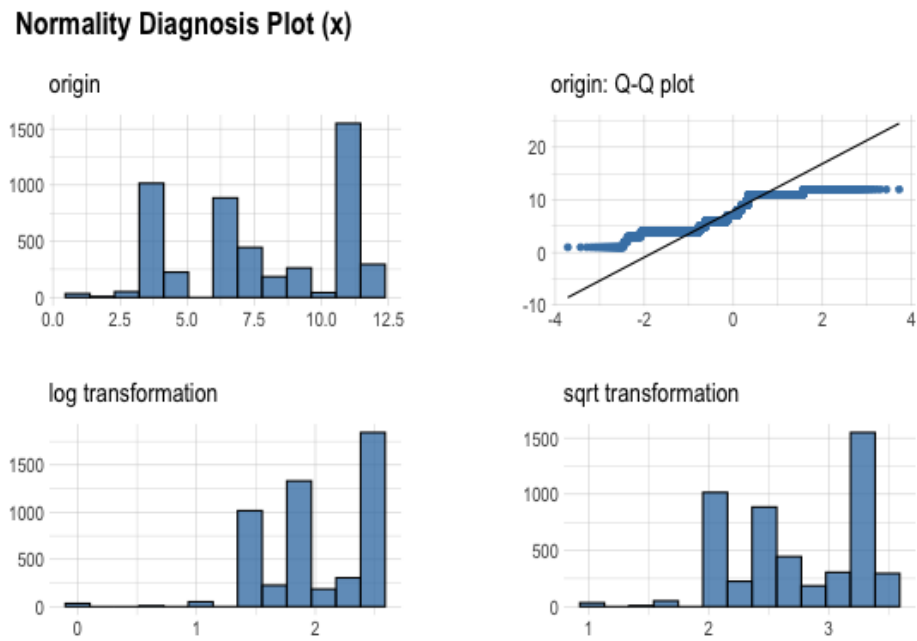 Normality Diagnosis Plot (x)
origin
1500
1000
500
0
0.0 2.5 5.0 7.5 10.0 12.5
origin: Q-Q plot
20
10
0
-10
-4 -2 0 2 4
log transformation
1500
1000
500
0
0 1 2
sqrt transformation
1500
1000
500
0
1 2 3